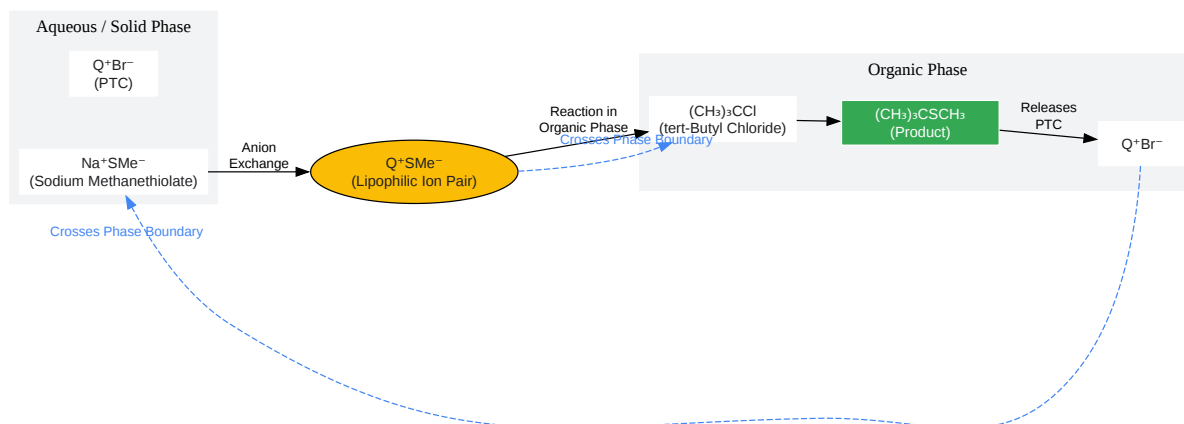 Aqueous / Solid Phase
Q⁺Br⁻
(PTC)
Na⁺SMe⁻
(Sodium Methanethiolate)
Anion
Exchange
Q⁺SMe⁻
(Lipophilic Ion Pair)
Reaction in
Organic Phase
Crosses Phase Boundary
Organic Phase
(CH₃)₃CCl
(tert-Butyl Chloride)
(CH₃)₃CSCH₃
(Product)
Releases
PTC
Q⁺Br⁻
Crosses Phase Boundary